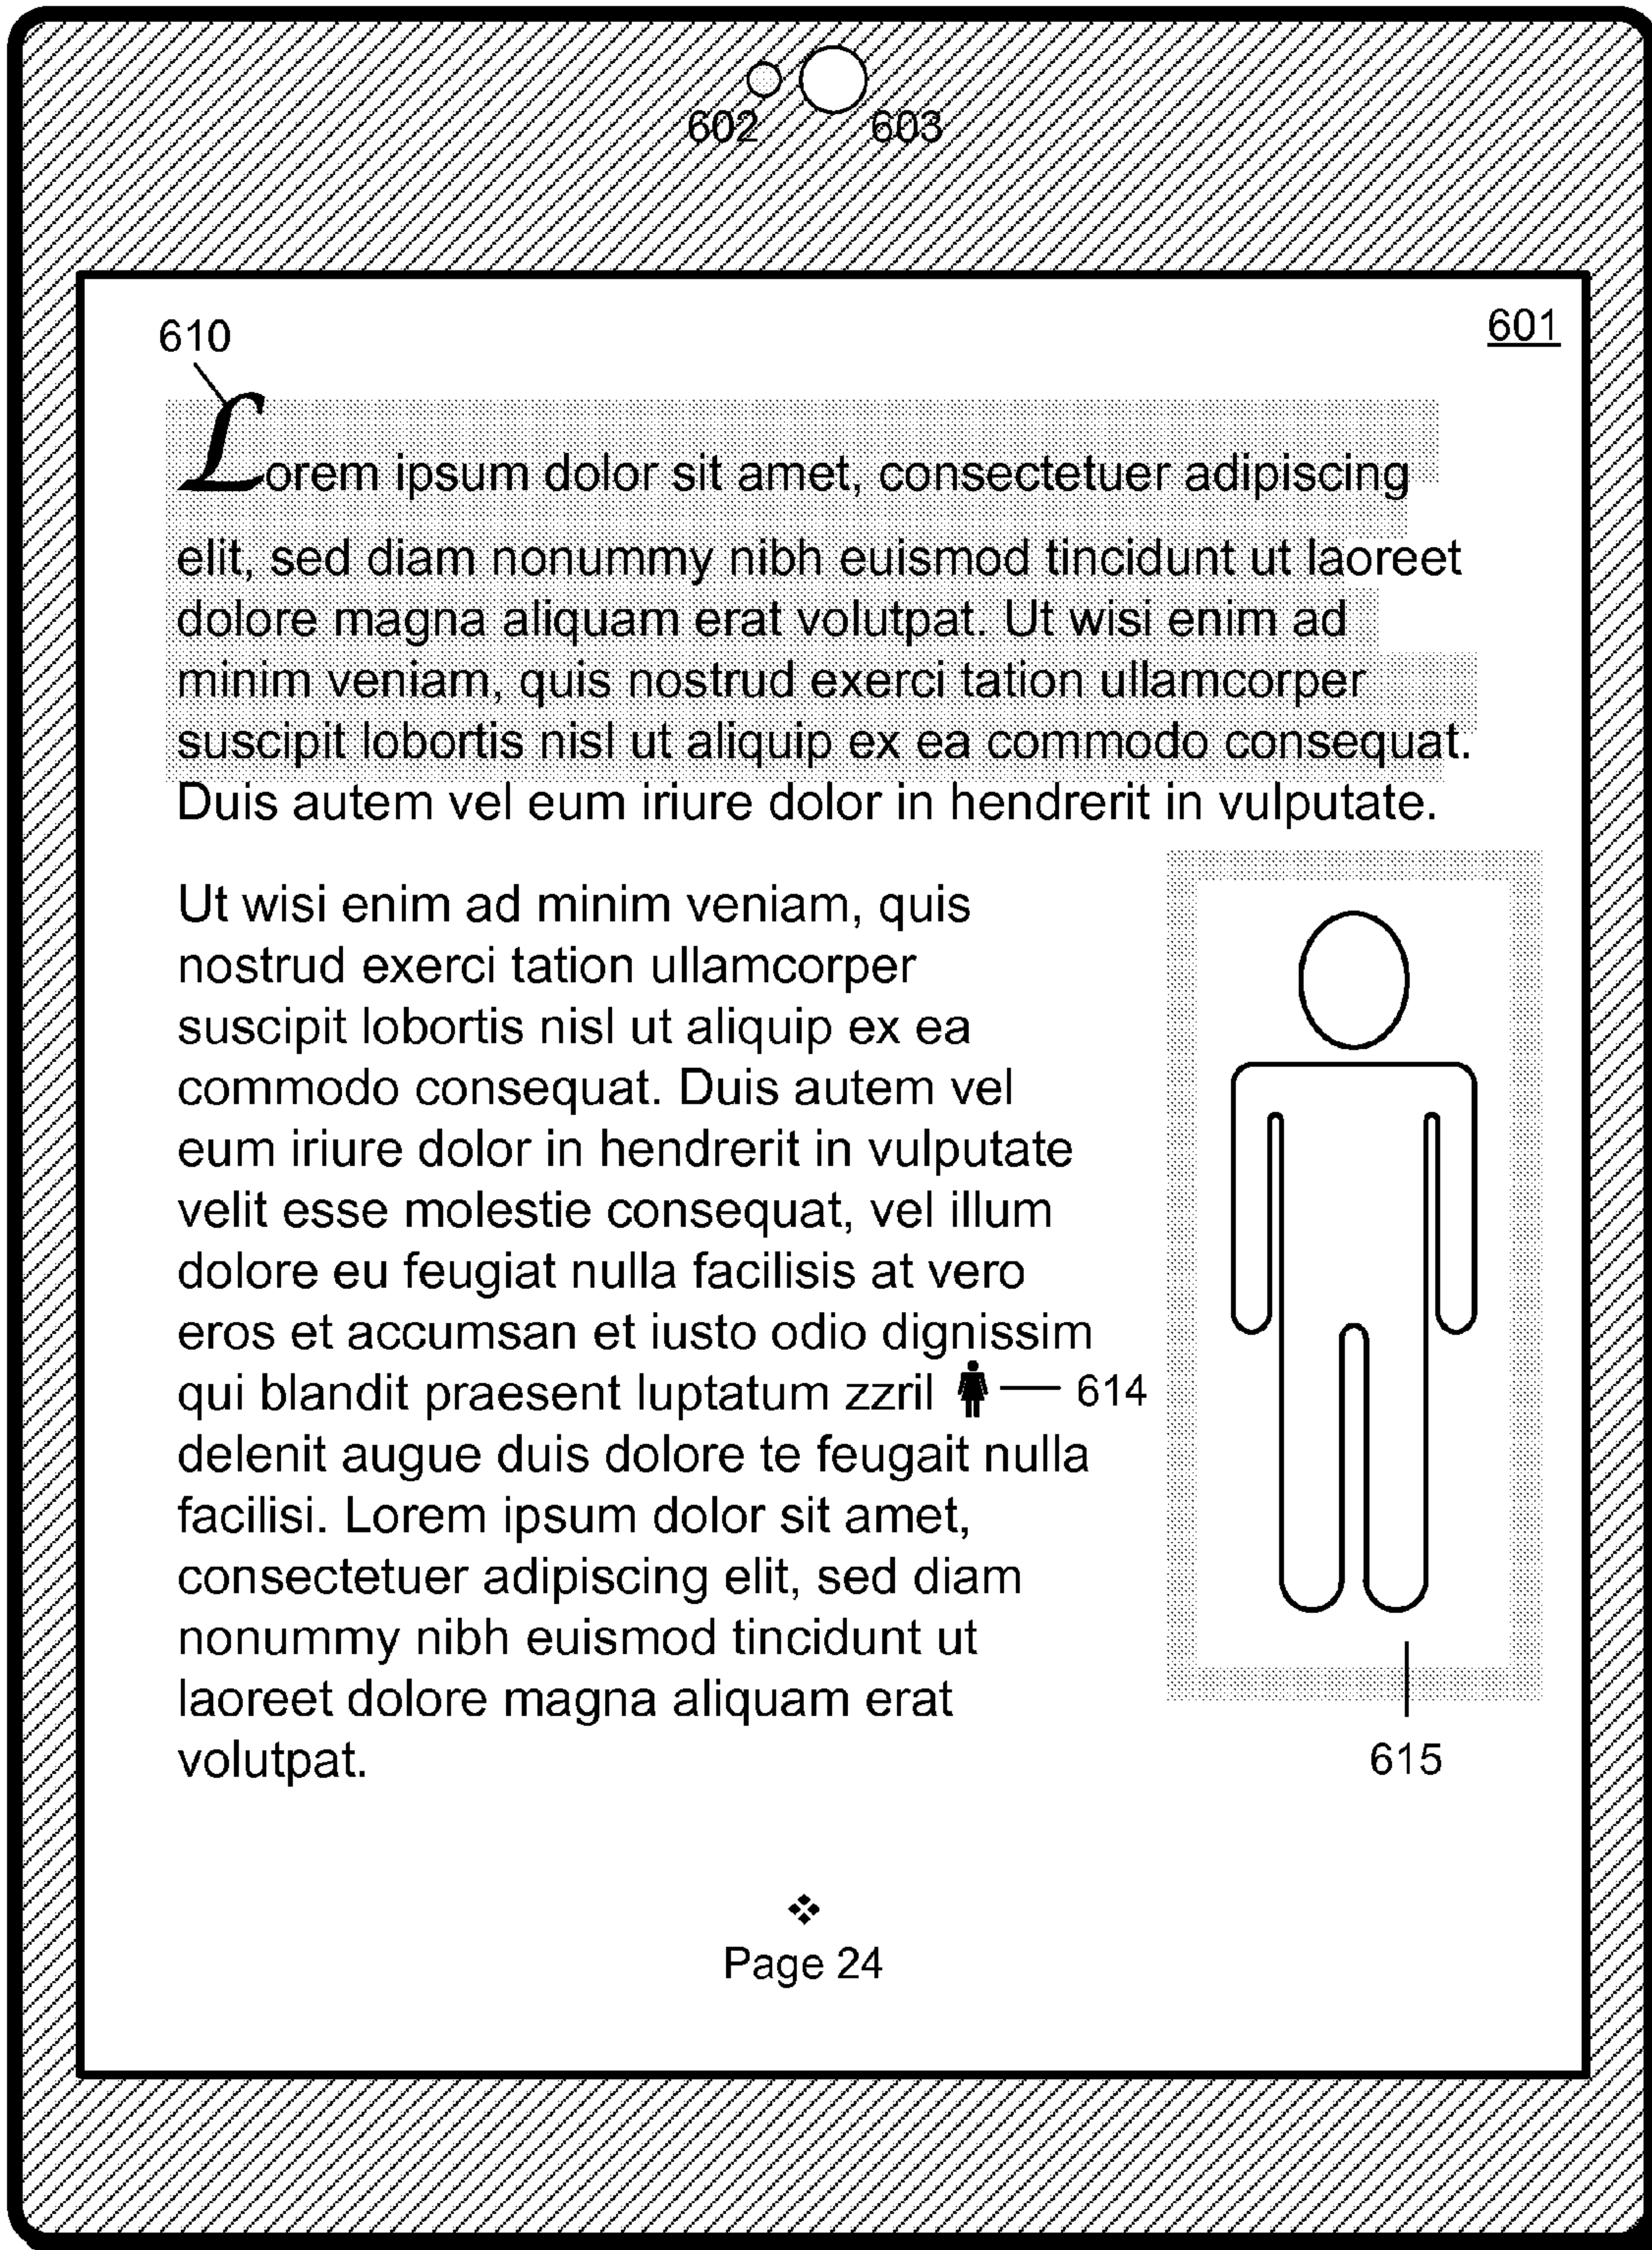 602 603
610
601
Lorem ipsum dolor sit amet, consectetuer adipiscing
elit, sed diam nonummy nibh euismod tincidunt ut laoreet
dolore magna aliquam erat volutpat. Ut wisi enim ad
minim veniam, quis nostrud exerci tation ullamcorper
suscipit lobortis nisl ut aliquip ex ea commodo consequat.
Duis autem vel eum iriure dolor in hendrerit in vulputate.
Ut wisi enim ad minim veniam, quis
nostrud exerci tation ullamcorper
suscipit lobortis nisl ut aliquip ex ea
commodo consequat. Duis autem vel
eum iriure dolor in hendrerit in vulputate
velit esse molestie consequat, vel illum
dolore eu feugiat nulla facilisis at vero
eros et accumsan et iusto odio dignissim
qui blandit praesent luptatum zzril 614
delenit augue duis dolore te feugait nulla
facilisi. Lorem ipsum dolor sit amet,
consectetuer adipiscing elit, sed diam
nonummy nibh euismod tincidunt ut
laoreet dolore magna aliquam erat
volutpat.
615
Page 24